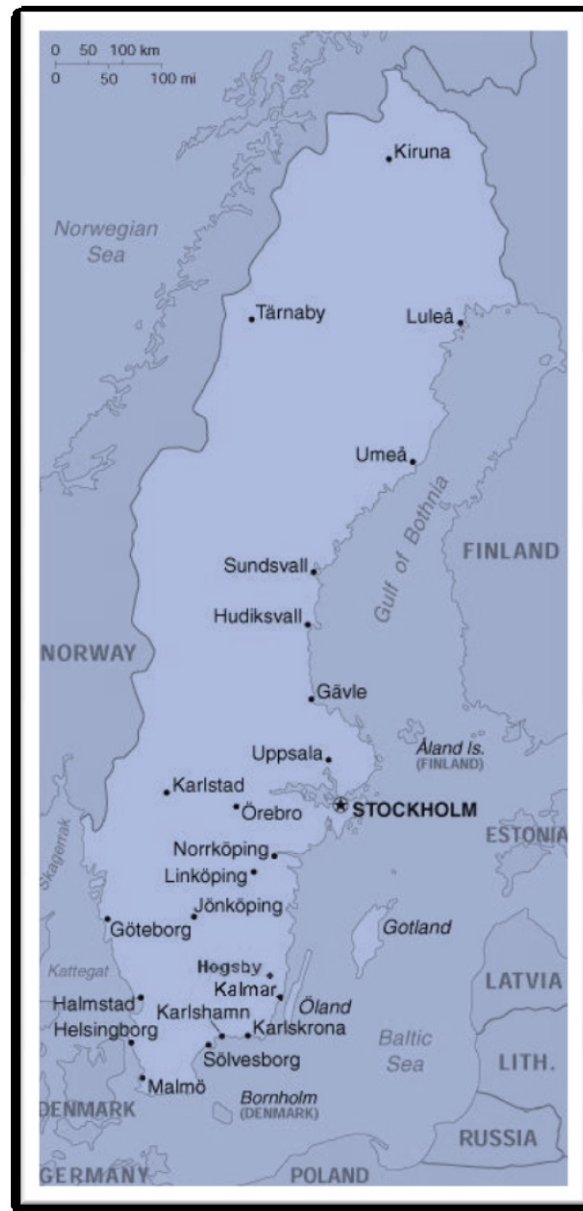 0 50 100 km
0 50 100 mi
Kiruna
Norwegian
Sea
Tärnaby
Luleå
Umeå
Gulf of Bothnia
FINLAND
Sundsvall
Hudiksvall
NORWAY
Gävle
Uppsala
Åland Is.
(FINLAND)
Karlstad
Örebro
STOCKHOLM
ESTONIA
Skagerrak
Norrköping
Linköping
Jönköping
Göteborg
Gotland
Kattegat
Hogsby
LATVIA
Kalmar
Halmstad
Öland
Karlshamn
Helsingborg
Karlskrona
Baltic
Sea
Sölvesborg
LITH.
Malmö
Bornholm
(DENMARK)
DENMARK
RUSSIA
GERMANY
POLAND